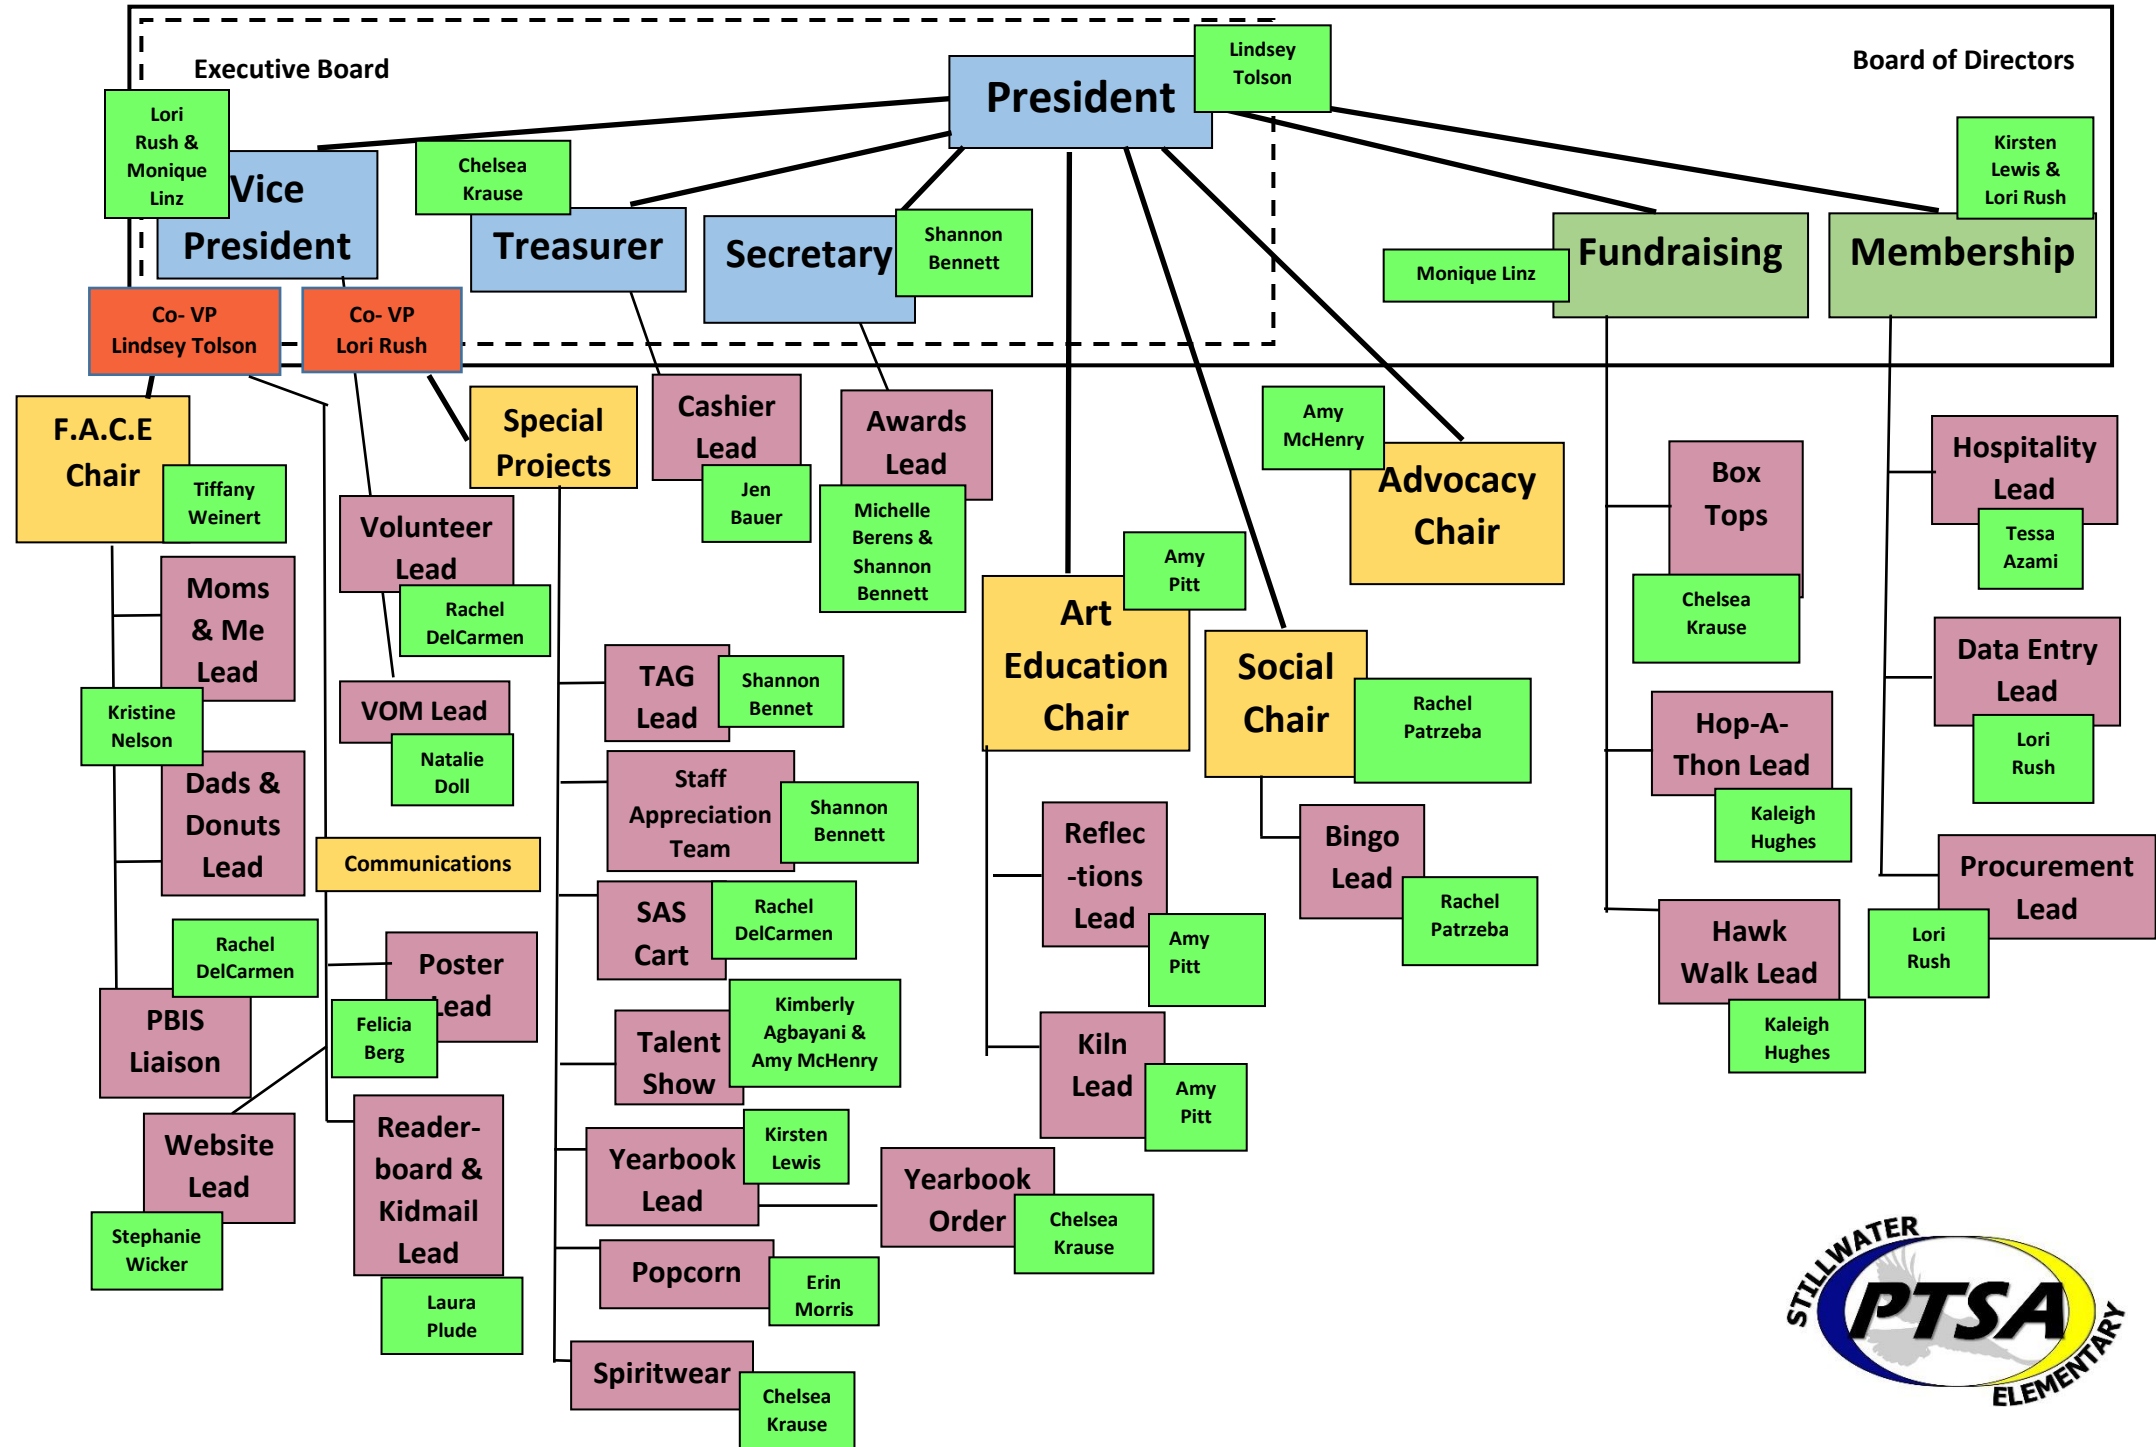 Executive Board
Board of Directors
President
Lindsey
Tolson
Lori
Rush &
Monique
Linz
Vice
President
Chelsea
Krause
Treasurer
Secretary
Shannon
Bennett
Monique Linz
Fundraising
Kirsten
Lewis &
Lori Rush
Membership
Co- VP
Lindsey Tolson
Co- VP
Lori Rush
F.A.C.E
Chair
Tiffany
Weinert
Moms
& Me
Lead
Kristine
Nelson
Dads &
Donuts
Lead
Rachel
DelCarmen
PBIS
Liaison
Website
Lead
Stephanie
Wicker
Volunteer
Lead
Rachel
DelCarmen
VOM Lead
Natalie
Doll
Communications
Poster
Lead
Felicia
Berg
Reader-
board &
Kidmail
Lead
Laura
Plude
Special
Projects
TAG
Lead
Shannon
Bennet
Staff
Appreciation
Team
Shannon
Bennett
SAS
Cart
Rachel
DelCarmen
Talent
Show
Kimberly
Agbayani &
Amy McHenry
Yearbook
Lead
Kirsten
Lewis
Yearbook
Order
Chelsea
Krause
Popcorn
Erin
Morris
Spiritwear
Chelsea
Krause
Cashier
Lead
Jen
Bauer
Awards
Lead
Michelle
Berens &
Shannon
Bennett
Art
Education
Chair
Amy
Pitt
Reflec
-tions
Lead
Amy
Pitt
Kiln
Lead
Amy
Pitt
Social
Chair
Rachel
Patrzeba
Bingo
Lead
Rachel
Patrzeba
Amy
McHenry
Advocacy
Chair
Box
Tops
Chelsea
Krause
Hop-A-
Thon Lead
Kaleigh
Hughes
Hawk
Walk Lead
Kaleigh
Hughes
Hospitality
Lead
Tessa
Azami
Data Entry
Lead
Lori
Rush
Procurement
Lead
Lori
Rush
STILLWATER
PTSA
ELEMENTARY